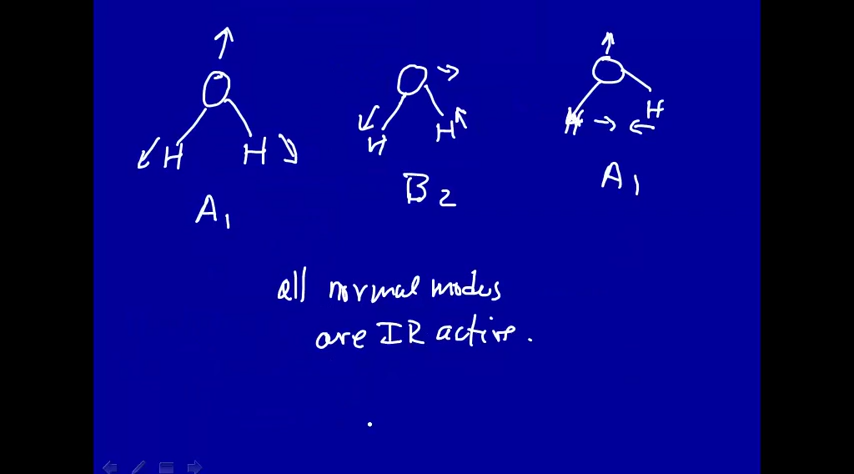 O O O
H H H H H H
A1 B2 A1
all normal modes
are IR active.